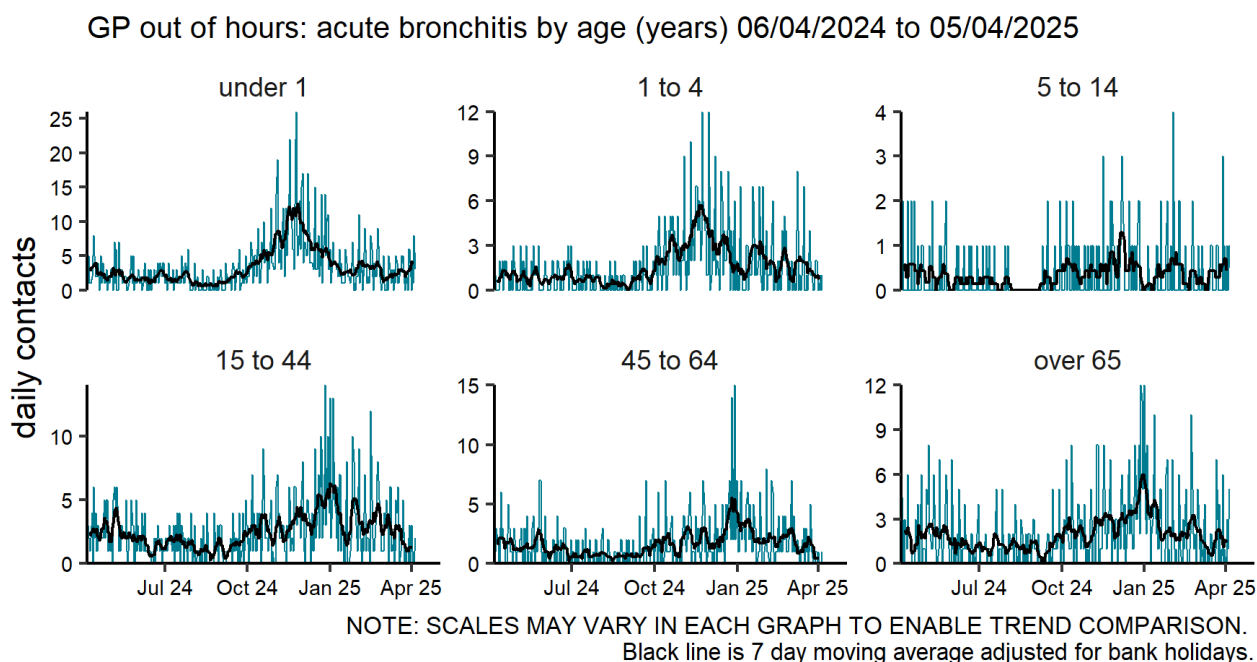 GP out of hours: acute bronchitis by age (years) 06/04/2024 to 05/04/2025
daily contacts
under 1
25
20
15
10
5
0
1 to 4
12
9
6
3
0
5 to 14
4
3
2
1
0
15 to 44
10
5
0
Jul 24 Oct 24 Jan 25 Apr 25
45 to 64
15
10
5
0
Jul 24 Oct 24 Jan 25 Apr 25
over 65
12
9
6
3
0
Jul 24 Oct 24 Jan 25 Apr 25
NOTE: SCALES MAY VARY IN EACH GRAPH TO ENABLE TREND COMPARISON.
Black line is 7 day moving average adjusted for bank holidays.